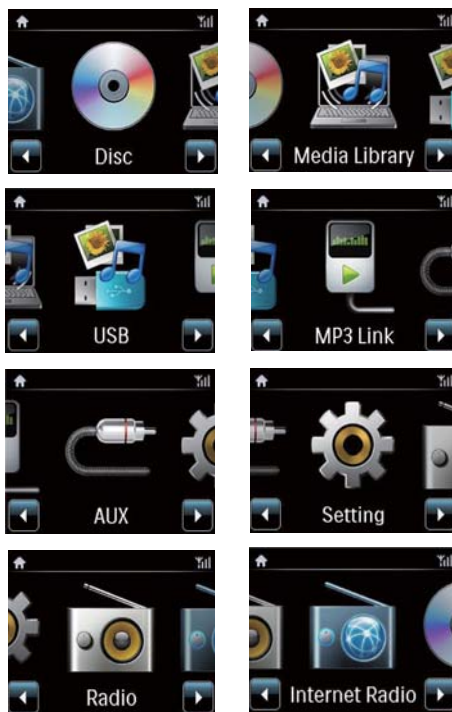 Disc
Media Library
USB
MP3 Link
AUX
Setting
Radio
Internet Radio